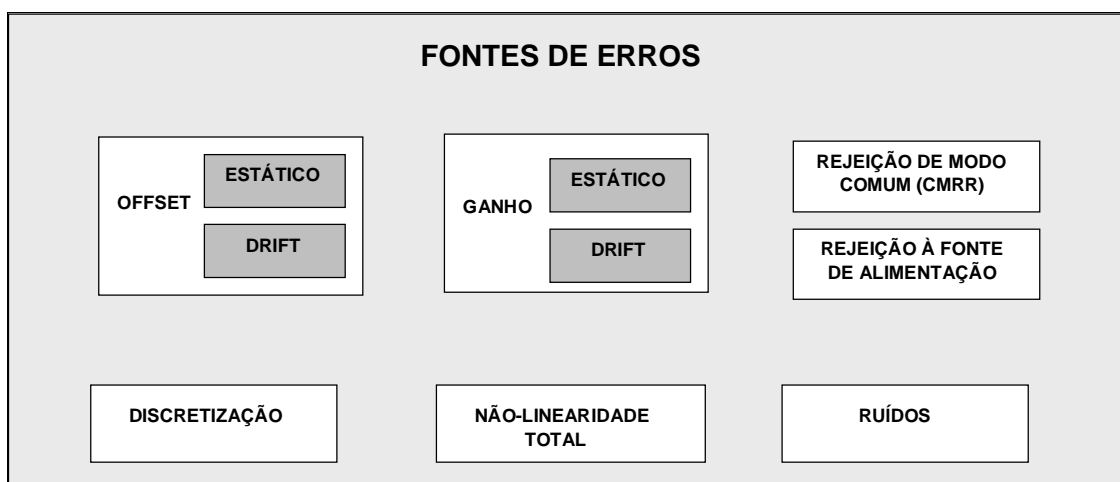 FONTES DE ERROS
OFFSET
ESTÁTICO
DRIFT
GANHO
ESTÁTICO
DRIFT
REJEIÇÃO DE MODO
COMUM (CMRR)
REJEIÇÃO À FONTE
DE ALIMENTAÇÃO
DISCRETIZAÇÃO
NÃO-LINEARIDADE
TOTAL
RUÍDOS